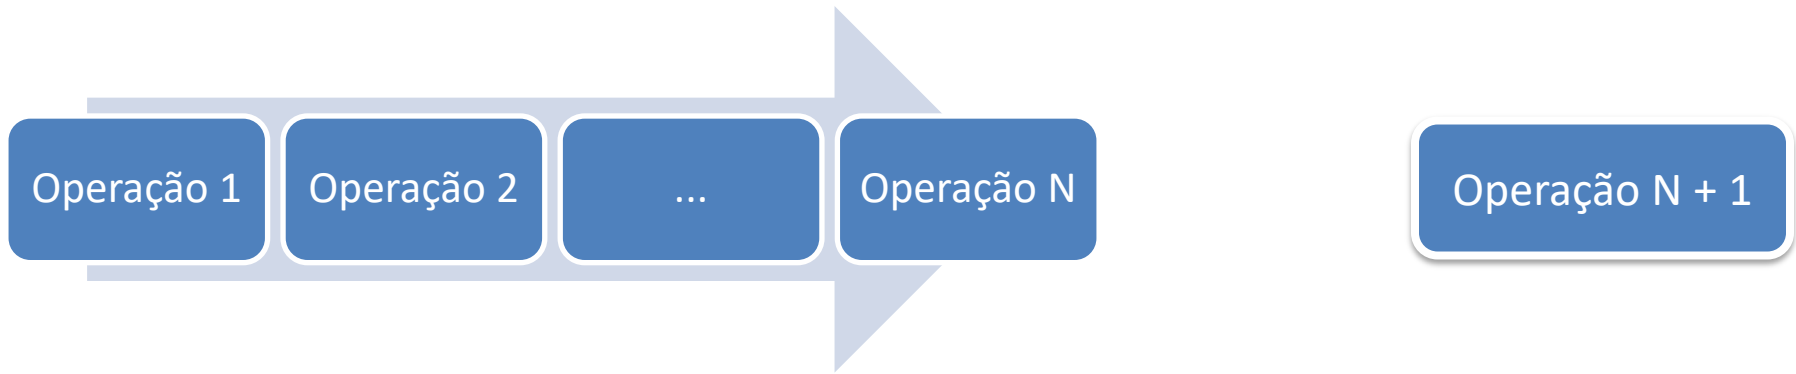 Operação 1
Operação 2
...
Operação N
Operação N + 1